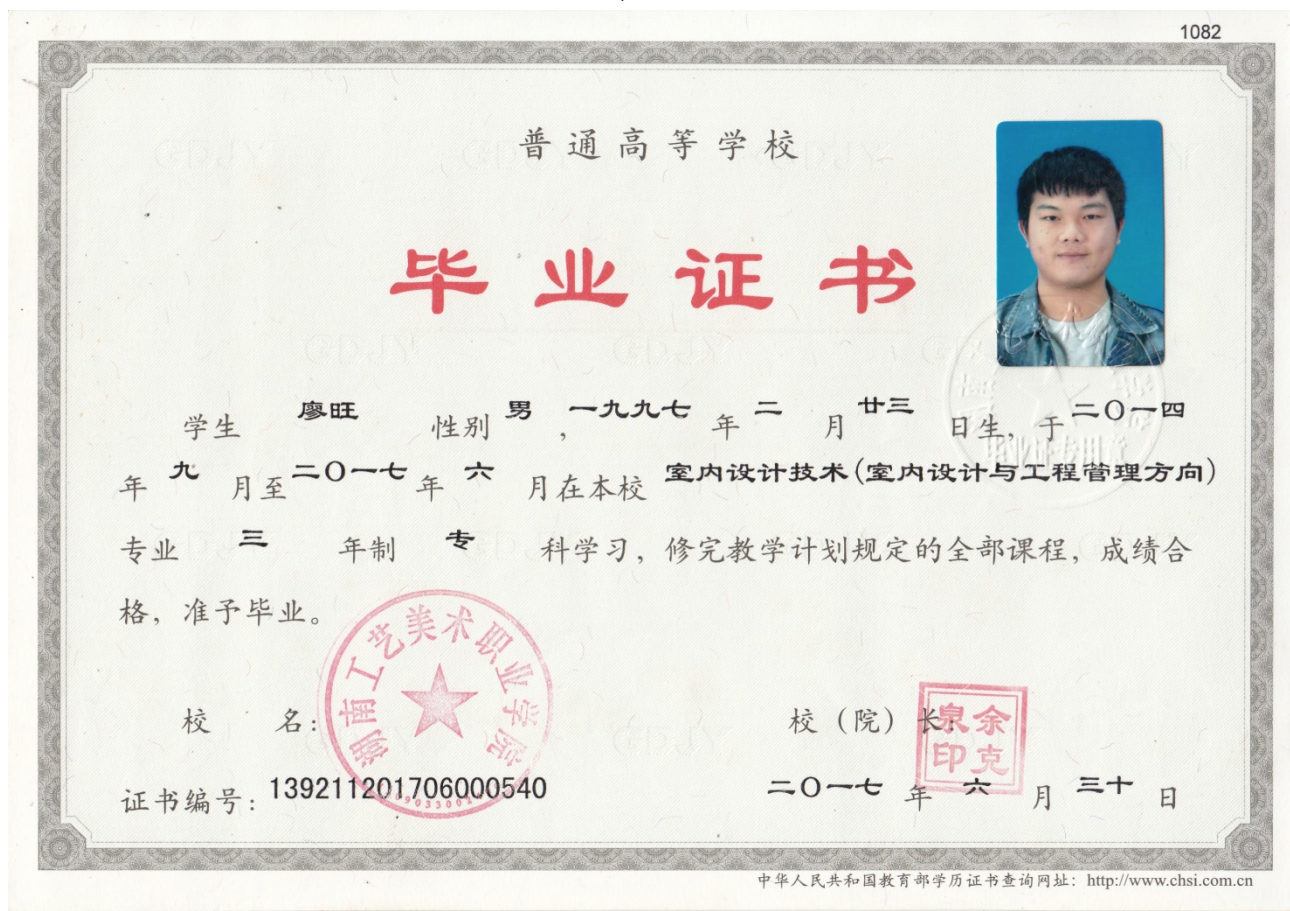 1082
普通高等学校
毕业证书
学生 廖旺 性别 男 ，一九九七 年 二 月 廿三 日生，于 二〇一四
年 九 月至 二〇一七 年 六 月在本校 室内设计技术(室内设计与工程管理方向)
专业 三 年制 专 科学习，修完教学计划规定的全部课程，成绩合
格，准予毕业。
湖南工艺美术职业学院
校 名：
校（院）长：
余克泉印
证书编号：139211201706000540
二〇一七 年 六 月 三十 日
中华人民共和国教育部学历证书查询网址：http://www.chsi.com.cn